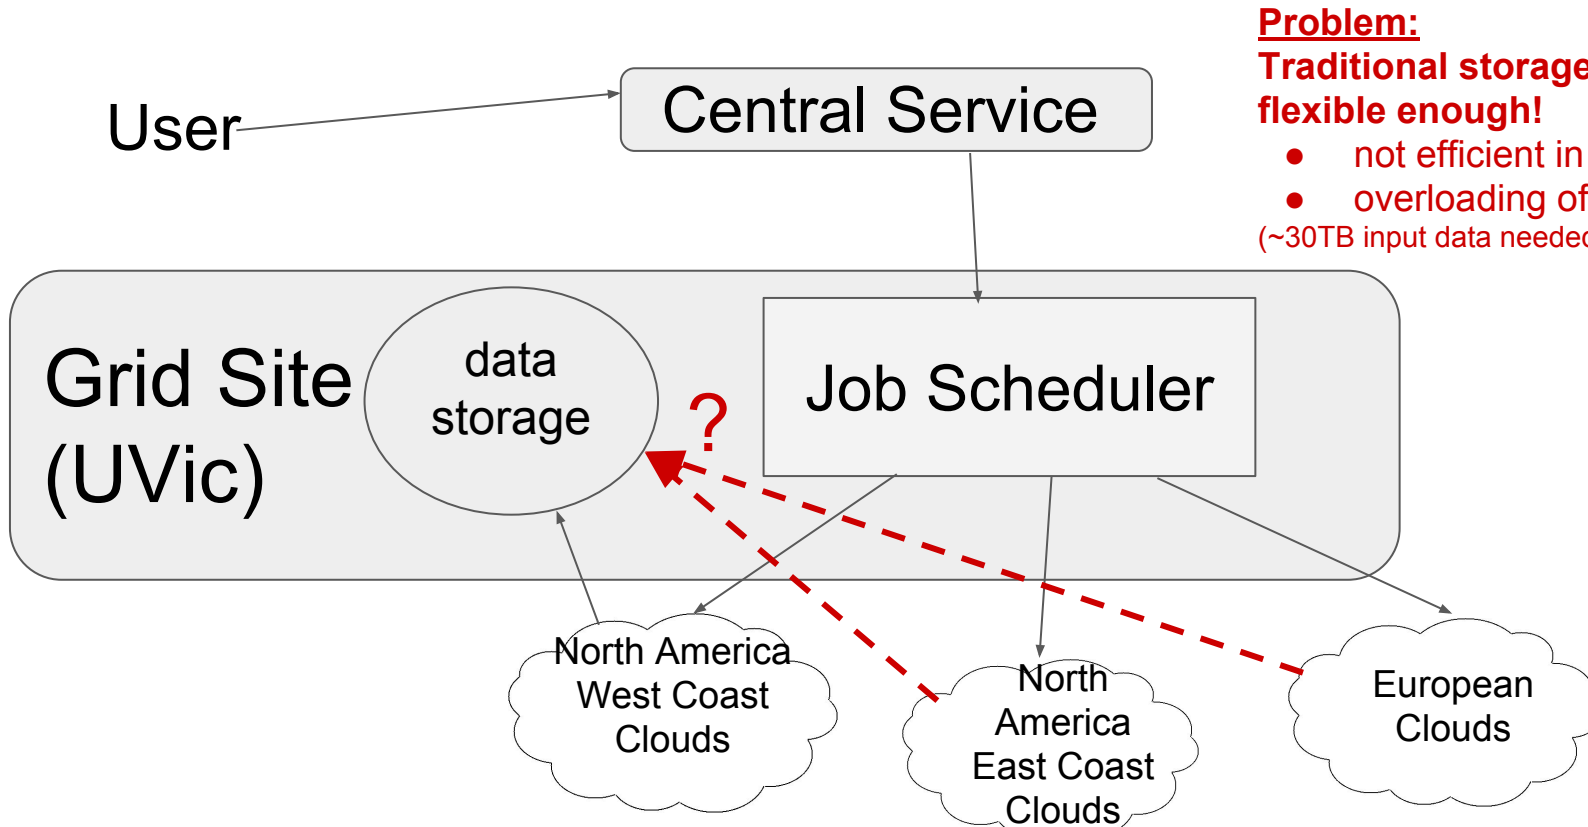 Problem:
Traditional storage
flexible enough!
● not efficient in
● overloading of
(~30TB input data needed
User
Central Service
Grid Site
(UVic)
data
storage
?
Job Scheduler
North America
West Coast
Clouds
North
America
East Coast
Clouds
European
Clouds